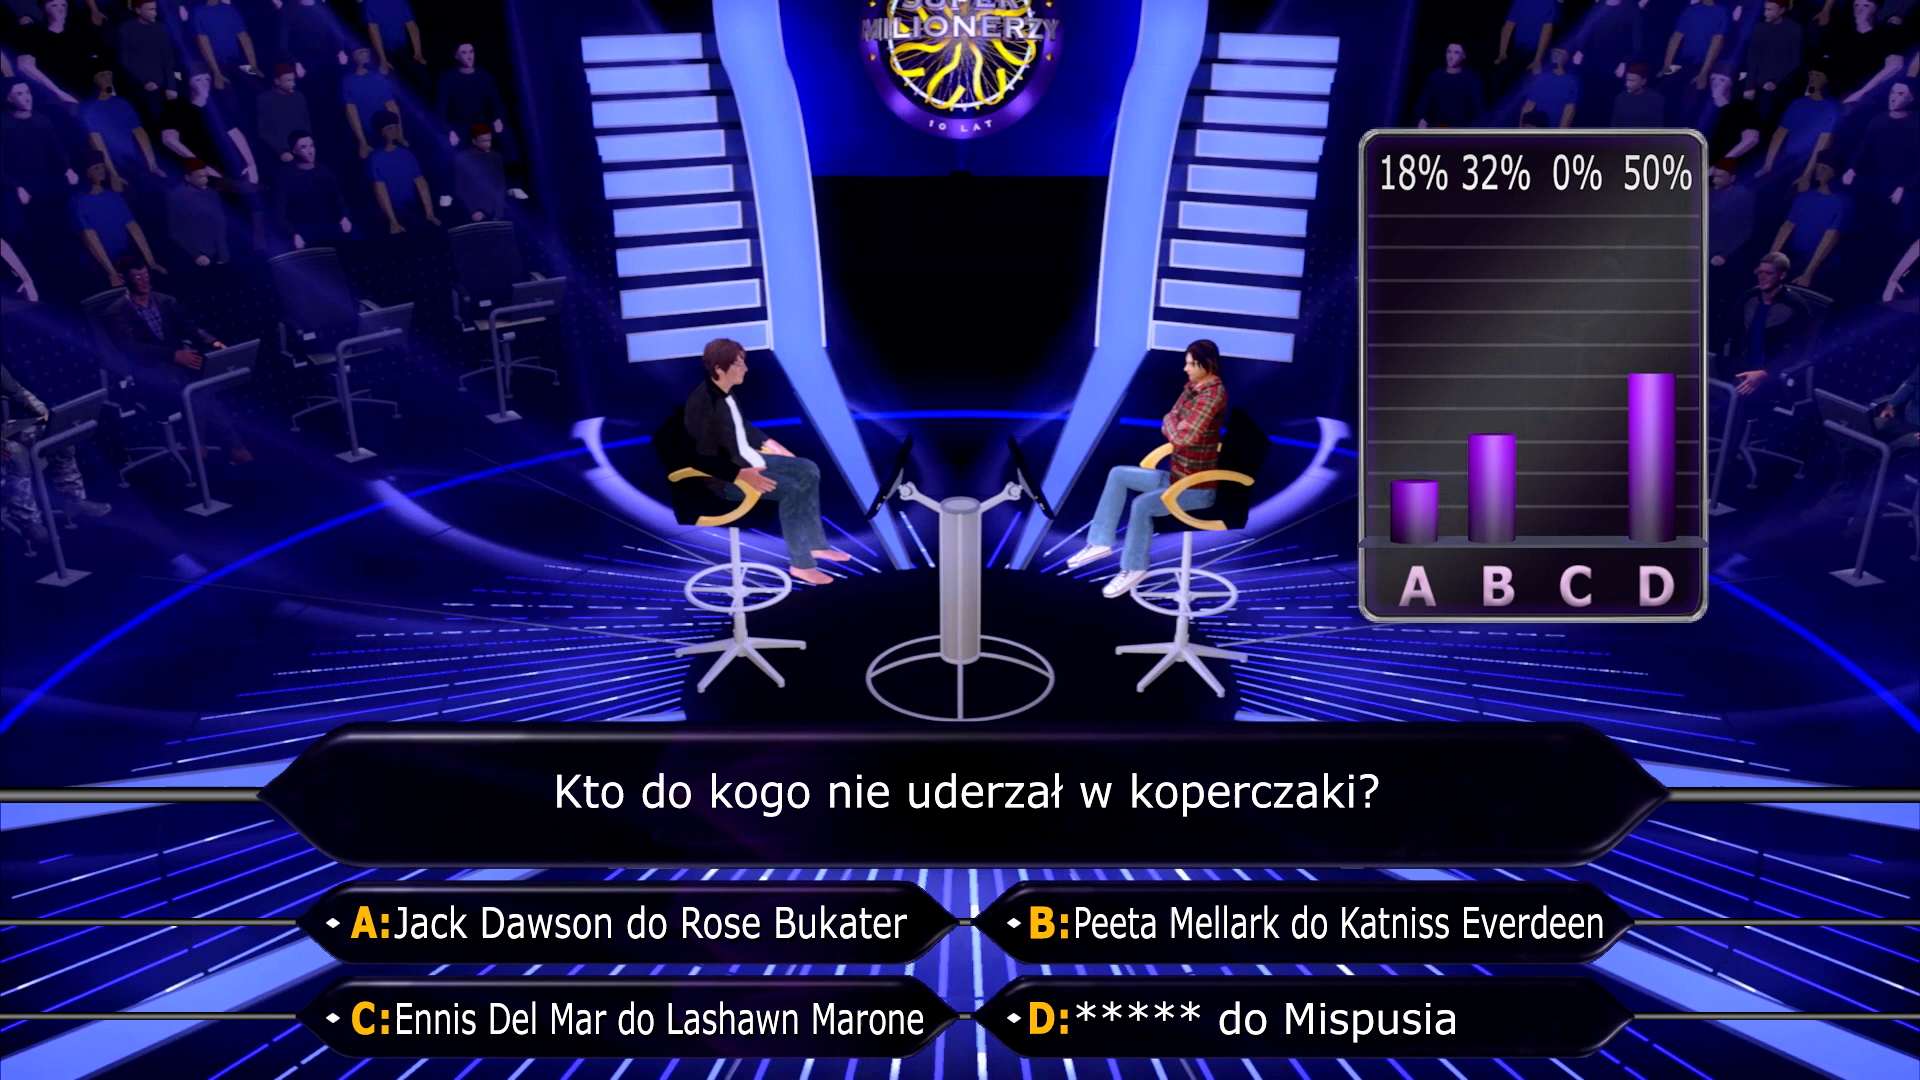 SUPER
MILIONERZY
10 LAT
18% 32% 0% 50%
A B C D
Kto do kogo nie uderzał w koperczaki?
A: Jack Dawson do Rose Bukater
B: Peeta Mellark do Katniss Everdeen
C: Ennis Del Mar do Lashawn Marone
D: ***** do Mispusia